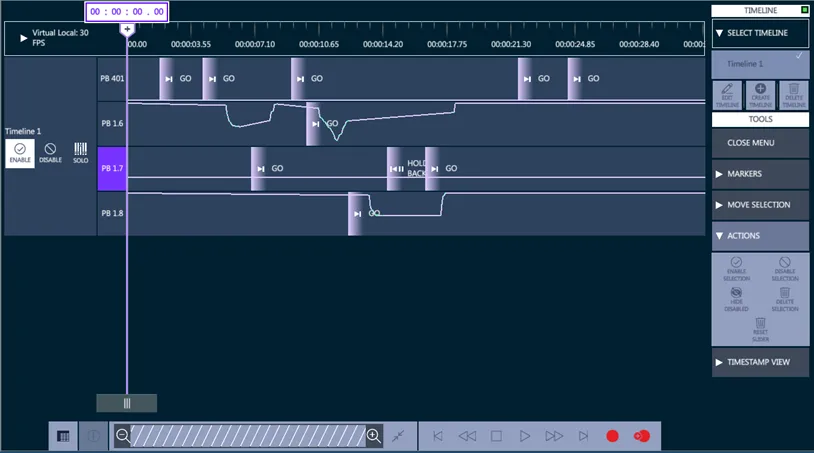 00 : 00 : 00 . 00
TIMELINE
Virtual Local: 30
FPS
00.00
00:00:03.55
00:00:07.10
00:00:10.65
00:00:14.20
00:00:17.75
00:00:21.30
00:00:24.85
00:00:28.40
SELECT TIMELINE
Timeline 1
EDIT
TIMELINE
CREATE
TIMELINE
DELETE
TIMELINE
TOOLS
CLOSE MENU
MARKERS
MOVE SELECTION
ACTIONS
ENABLE
SELECTION
DISABLE
SELECTION
HIDE
DISABLED
DELETE
SELECTION
RESET
SLIDER
TIMESTAMP VIEW
Timeline 1
ENABLE
DISABLE
SOLO
PB 401
GO
GO
GO
GO
GO
PB 1.6
GO
PB 1.7
GO
HOLD
BACK
GO
PB 1.8
GO